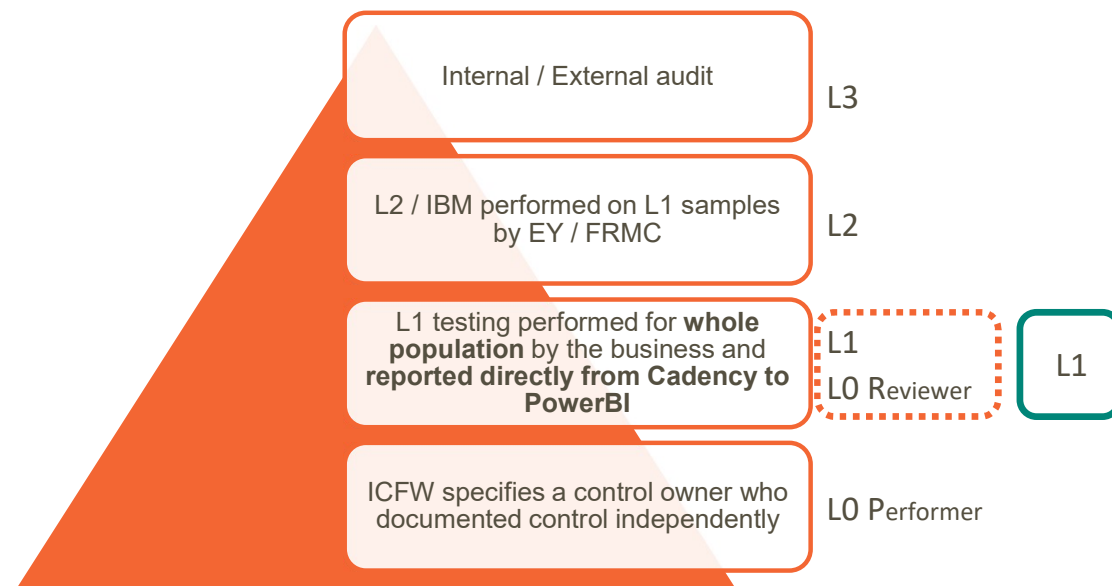 Internal / External audit
L3
L2 / IBM performed on L1 samples
by EY / FRMC
L2
L1 testing performed for whole
population by the business and
reported directly from Cadency to
PowerBI
L1
L0 Reviewer
L1
ICFW specifies a control owner who
documented control independently
L0 Performer